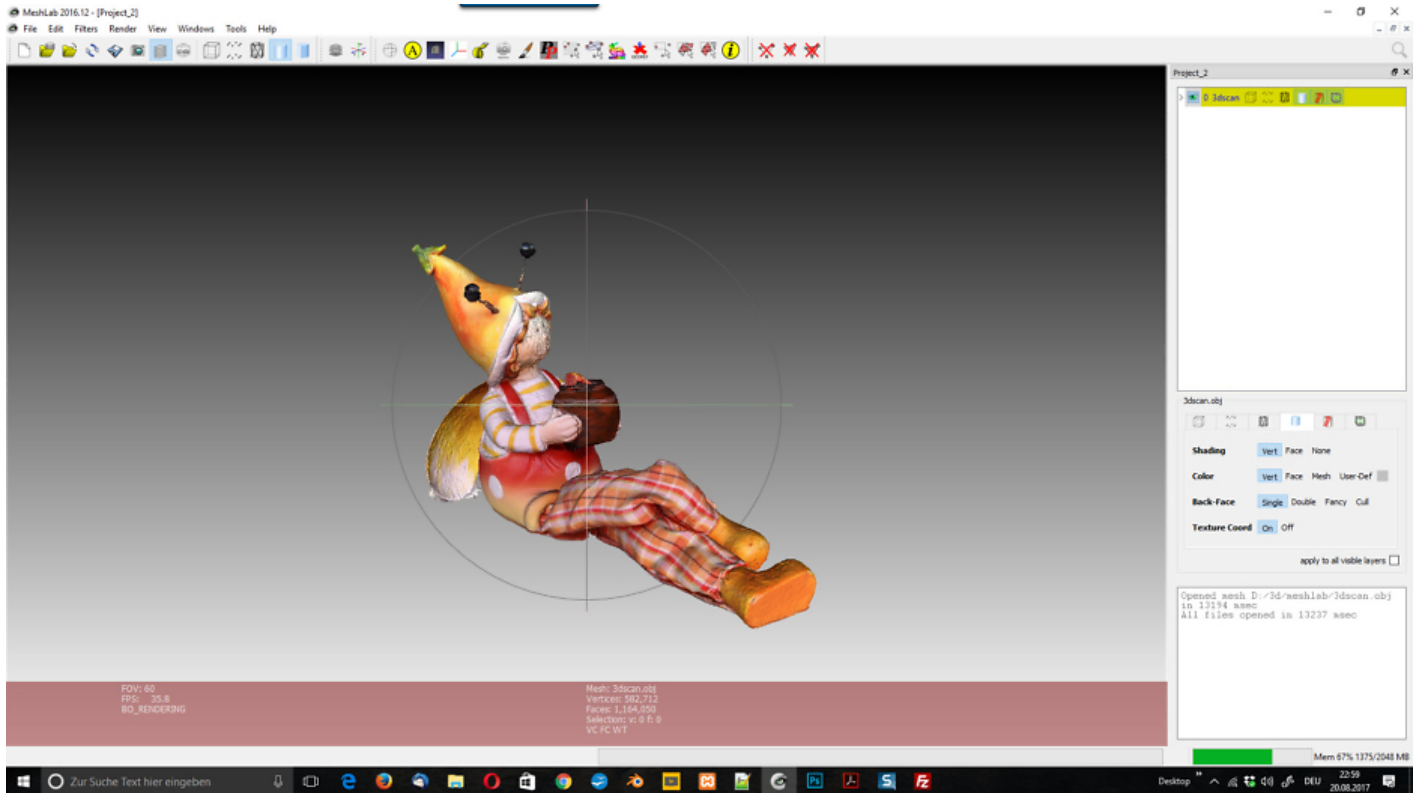 MeshLab 2016.12 - [Project_2]
File Edit Filters Render View Windows Tools Help
A
i
Project_2
0 3dscan
3dscan.obj
Shading Vert Face None
Color Vert Face Mesh User-Def
Back-Face Single Double Fancy Cull
Texture Coord On Off
apply to all visible layers
Opened mesh D:/3d/meshlab/3dscan.obj
in 13194 msec
All files opened in 13237 msec
FOV: 60
FPS: 35.8
BO_RENDERING
Mesh: 3dscan.obj
Vertices: 582,712
Faces: 1,164,050
Selection: v: 0 f: 0
VC FC WT
Mem 67% 1375/2048 MB
Zur Suche Text hier eingeben
Ps
S
Fz
Desktop
DEU
22:59
20.08.2017